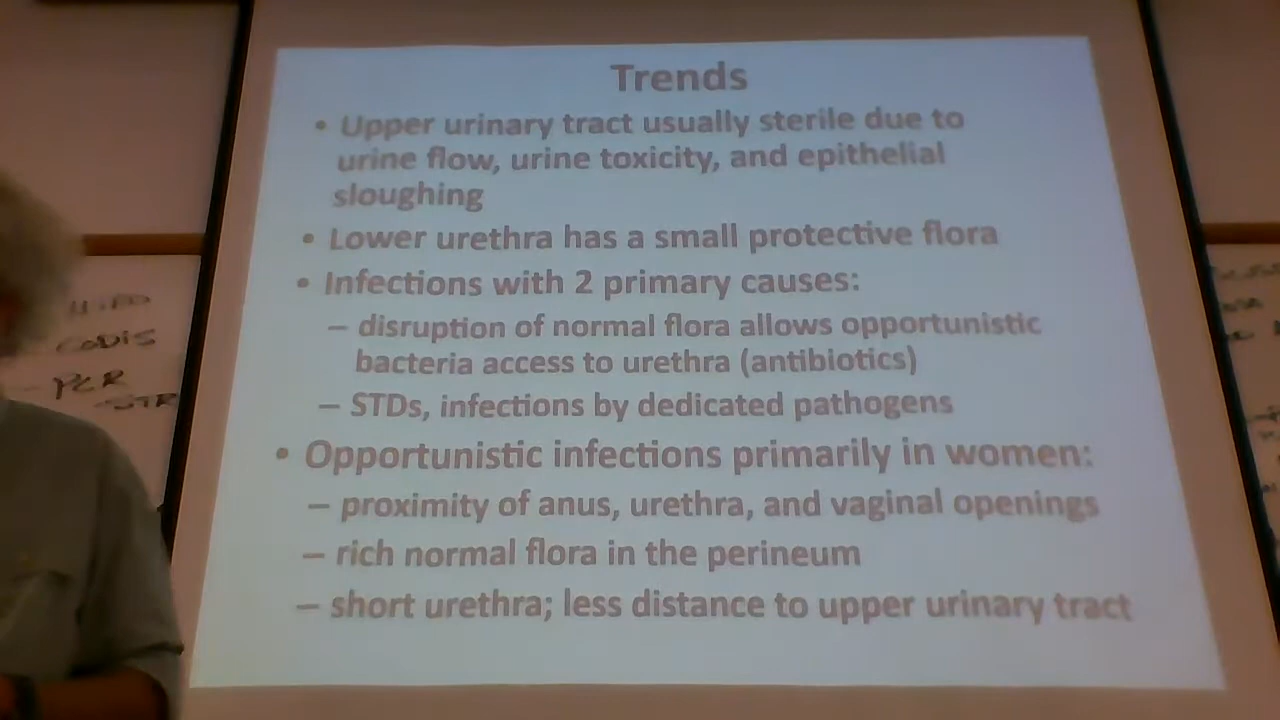 Trends
• Upper urinary tract usually sterile due to
urine flow, urine toxicity, and epithelial
sloughing
• Lower urethra has a small protective flora
• Infections with 2 primary causes:
– disruption of normal flora allows opportunistic
bacteria access to urethra (antibiotics)
– STDs, infections by dedicated pathogens
• Opportunistic infections primarily in women:
– proximity of anus, urethra, and vaginal openings
– rich normal flora in the perineum
– short urethra; less distance to upper urinary tract
CODIS
– PCR
–STR